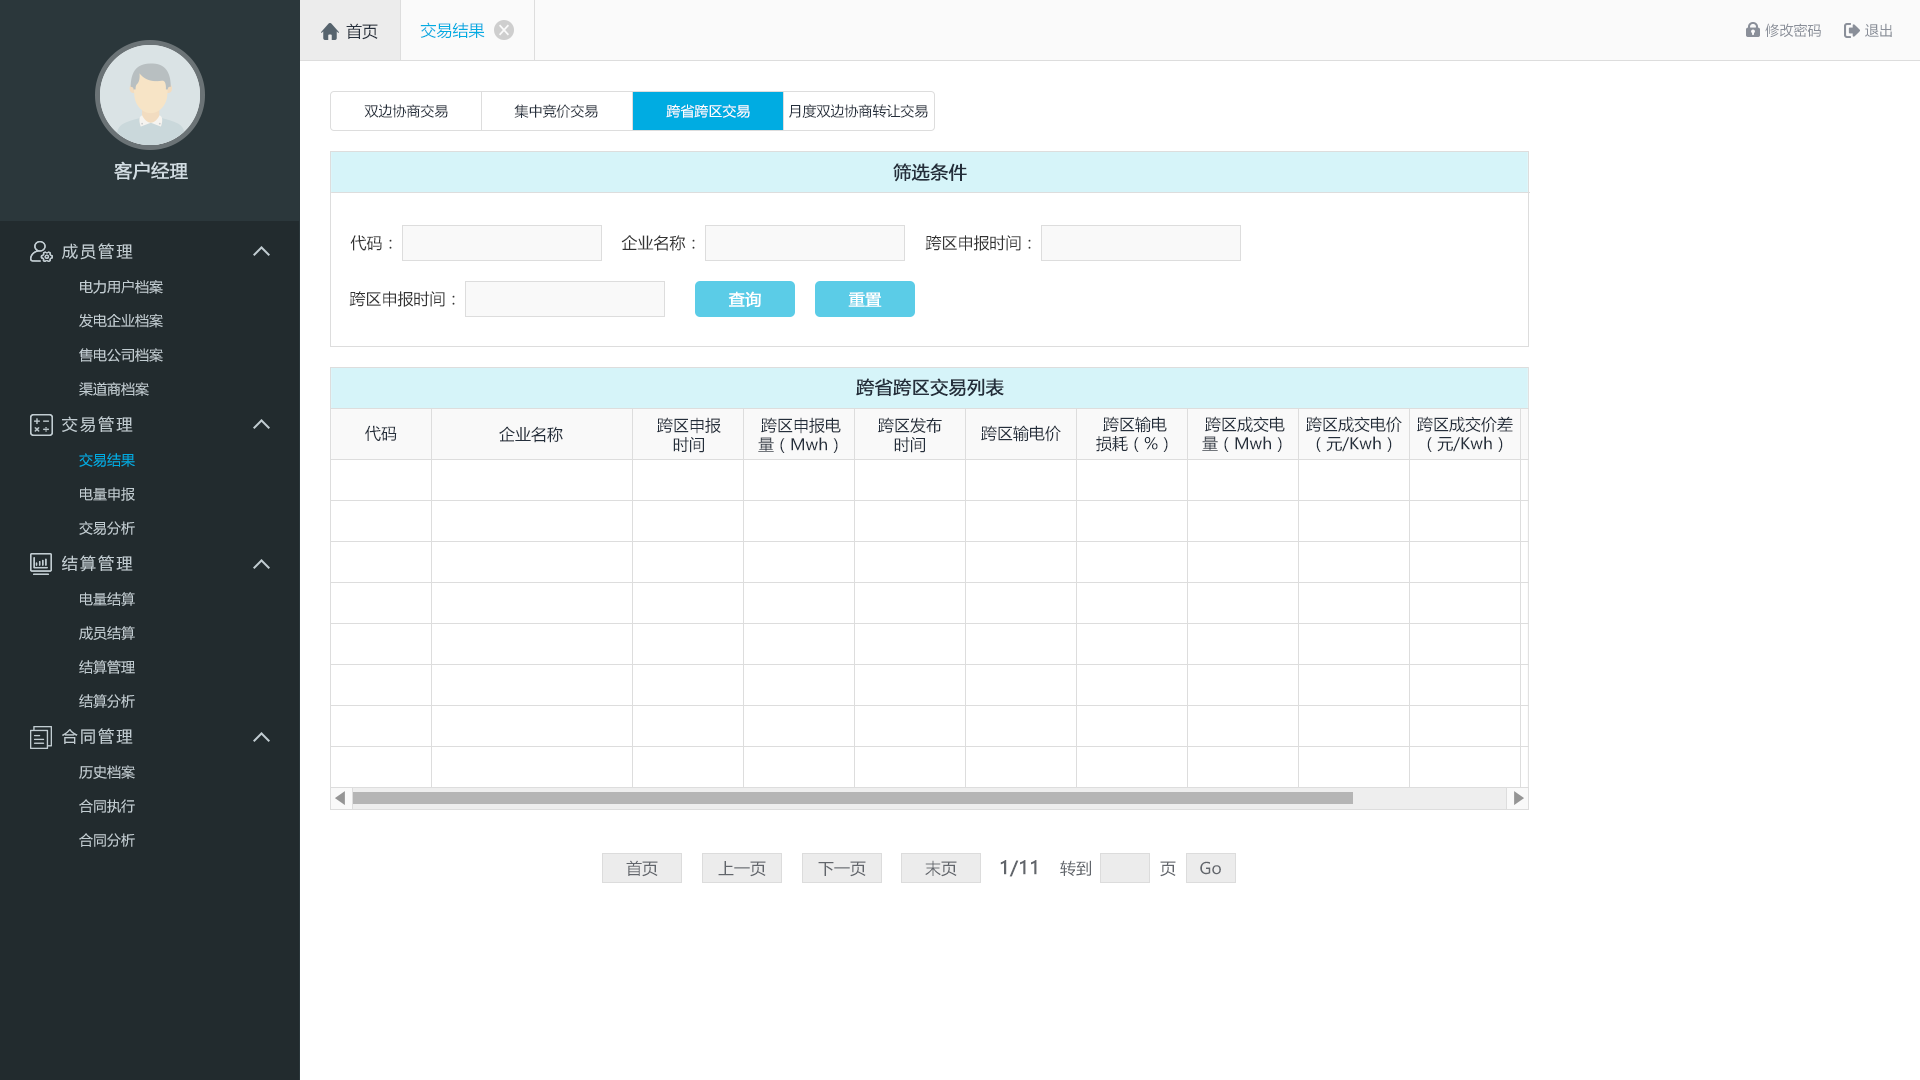 首页
交易结果
修改密码
退出
客户经理
成员管理
电力用户档案
发电企业档案
售电公司档案
渠道商档案
交易管理
交易结果
电量申报
交易分析
结算管理
电量结算
成员结算
结算管理
结算分析
合同管理
历史档案
合同执行
合同分析
双边协商交易
集中竞价交易
跨省跨区交易
月度双边协商转让交易
筛选条件
代码：
企业名称：
跨区申报时间：
跨区申报时间：
查询
重置
跨省跨区交易列表
代码
企业名称
跨区申报
时间
跨区申报电
量（Mwh）
跨区发布
时间
跨区输电价
跨区输电
损耗（%）
跨区成交电
量（Mwh）
跨区成交电价
（元/Kwh）
跨区成交价差
（元/Kwh）
首页
上一页
下一页
末页
1/11
转到
页
Go